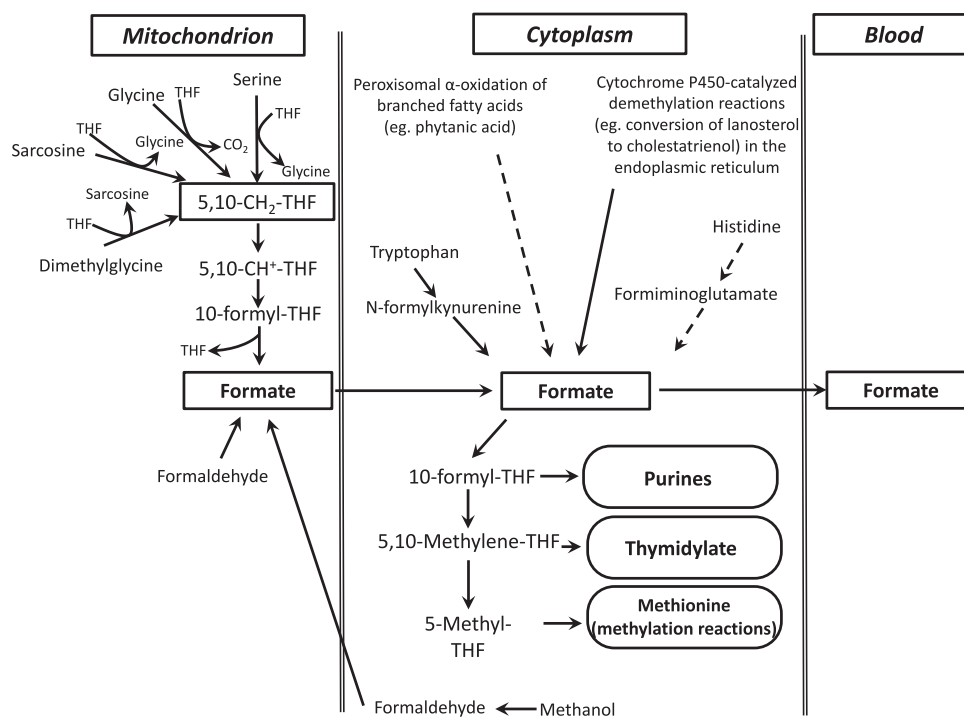 Mitochondrion
Cytoplasm
Blood
Serine
Glycine
THF
THF
THF
Sarcosine
Glycine
CO₂
Glycine
Sarcosine
5,10-CH₂-THF
THF
Dimethylglycine
5,10-CH⁺-THF
10-formyl-THF
THF
Formate
Formaldehyde
Peroxisomal α-oxidation of
branched fatty acids
(eg. phytanic acid)
Cytochrome P450-catalyzed
demethylation reactions
(eg. conversion of lanosterol
to cholestatrienol) in the
endoplasmic reticulum
Histidine
Tryptophan
Formiminoglutamate
N-formylkynurenine
Formate
Formate
10-formyl-THF
Purines
5,10-Methylene-THF
Thymidylate
5-Methyl-
THF
Methionine
(methylation reactions)
Formaldehyde
Methanol